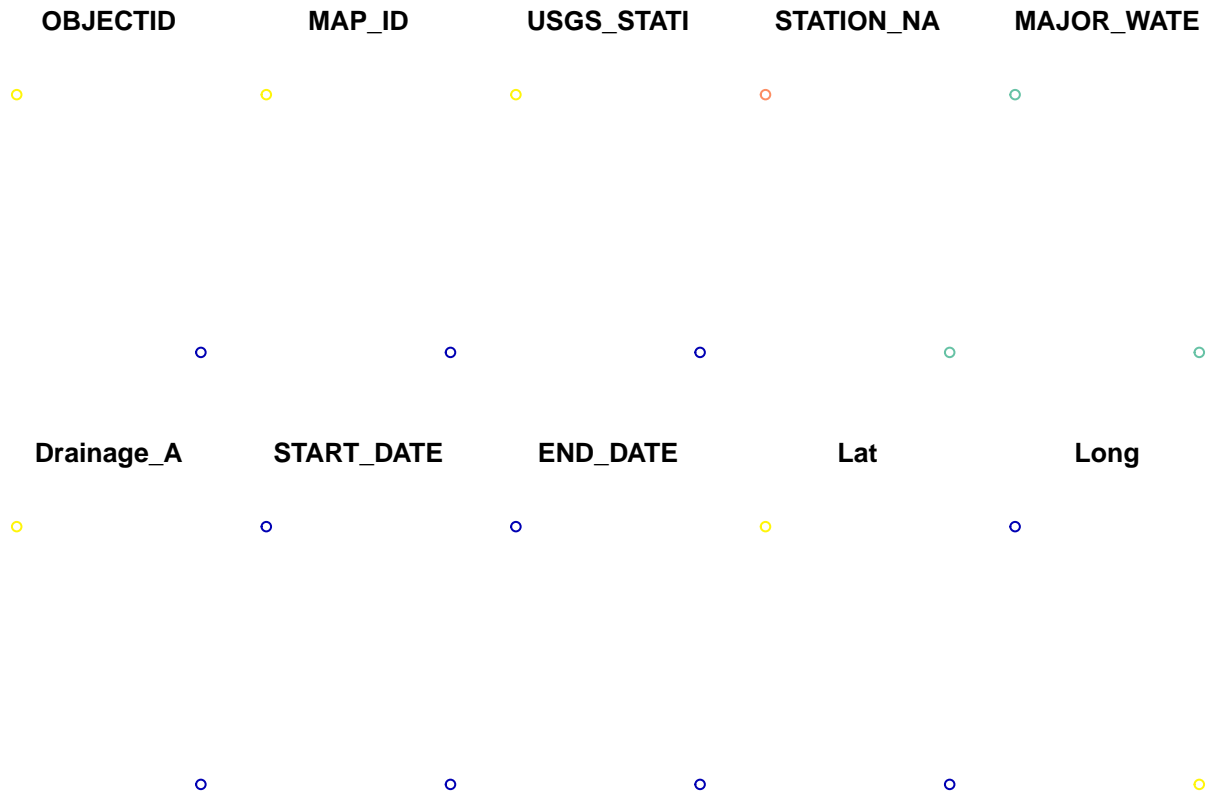 OBJECTID MAP_ID USGS_STATI STATION_NA MAJOR_WATE
Drainage_A START_DATE END_DATE Lat Long